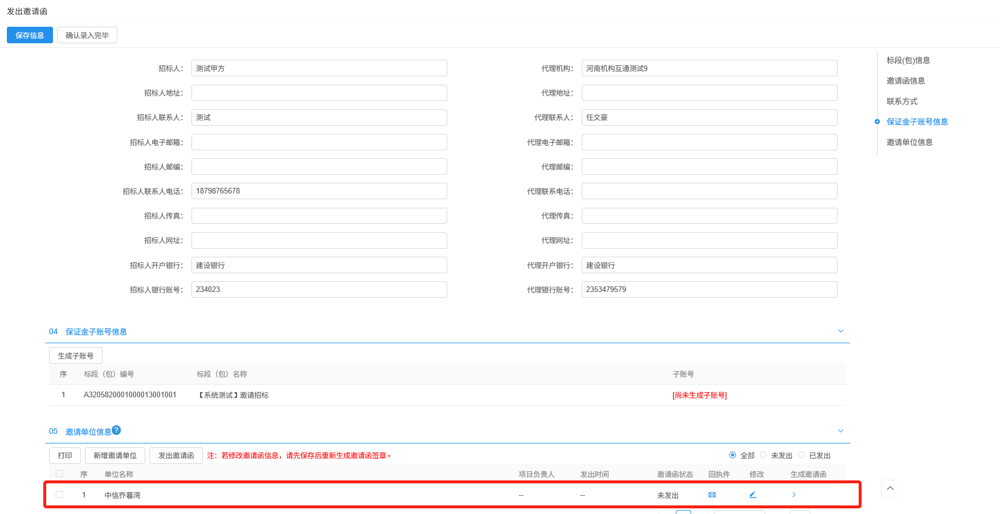 发出邀请函
保存信息 确认录入完毕
招标人： 测试甲方 代理机构： 河南机构互通测试9
招标人地址： 代理地址：
招标人联系人： 测试 代理联系人： 任文豪
招标人电子邮箱： 代理电子邮箱：
招标人邮编： 代理邮编：
招标人联系人电话： 18798765678 代理联系电话：
招标人传真： 代理传真：
招标人网址： 代理网址：
招标人开户银行： 建设银行 代理开户银行： 建设银行
招标人银行账号： 234023 代理银行账号： 2353479579
标段(包)信息
邀请函信息
联系方式
保证金子账号信息
邀请单位信息
04 保证金子账号信息
生成子账号
序 标段（包）编号 标段（包）名称 子账号
1 A3205820001000013001001 【系统测试】邀请招标 [尚未生成子账号]
05 邀请单位信息 ?
打印 新增邀请单位 发出邀请函 注：若修改邀请函信息，请先保存后重新生成邀请函签章。 全部 未发出 已发出
序 单位名称 项目负责人 发出时间 邀请函状态 回执件 修改 生成邀请函
1 中信乔暮湾 -- -- 未发出